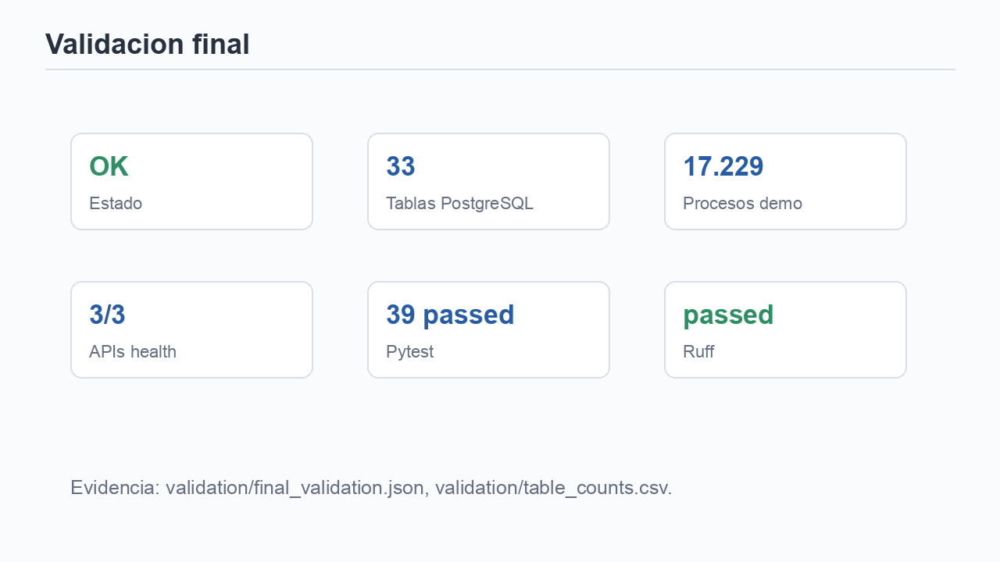 Validacion final
OK
Estado
33
Tablas PostgreSQL
17.229
Procesos demo
3/3
APIs health
39 passed
Pytest
passed
Ruff
Evidencia: validation/final_validation.json, validation/table_counts.csv.